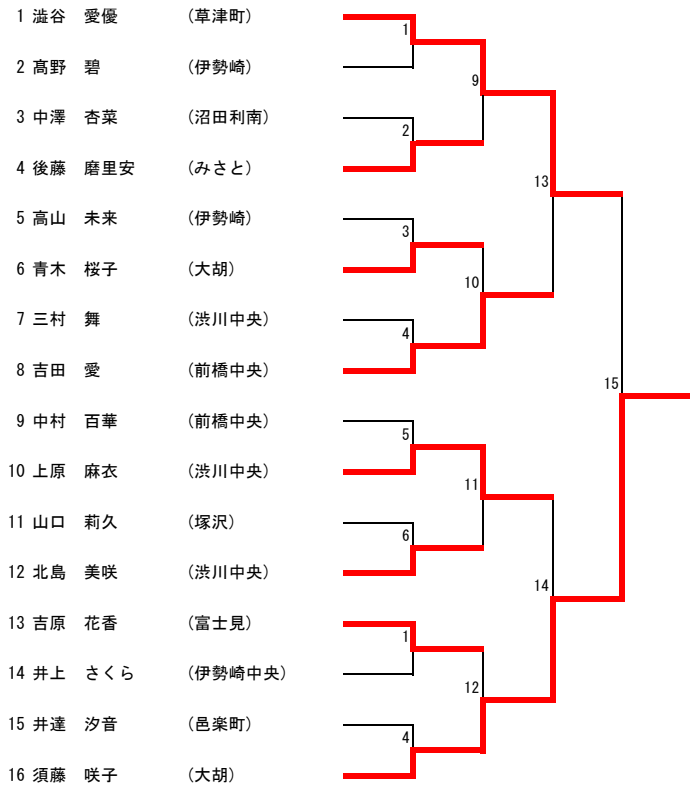 1 澁谷 愛優 (草津町)
1
2 髙野 碧 (伊勢崎)
9
3 中澤 杏菜 (沼田利南)
2
4 後藤 磨里安 (みさと)
13
5 高山 未来 (伊勢崎)
3
6 青木 桜子 (大胡)
10
7 三村 舞 (渋川中央)
4
8 吉田 愛 (前橋中央)
15
9 中村 百華 (前橋中央)
5
10 上原 麻衣 (渋川中央)
11
11 山口 莉久 (塚沢)
6
12 北島 美咲 (渋川中央)
14
13 吉原 花香 (富士見)
1
14 井上 さくら (伊勢崎中央)
12
15 井達 汐音 (邑楽町)
4
16 須藤 咲子 (大胡)